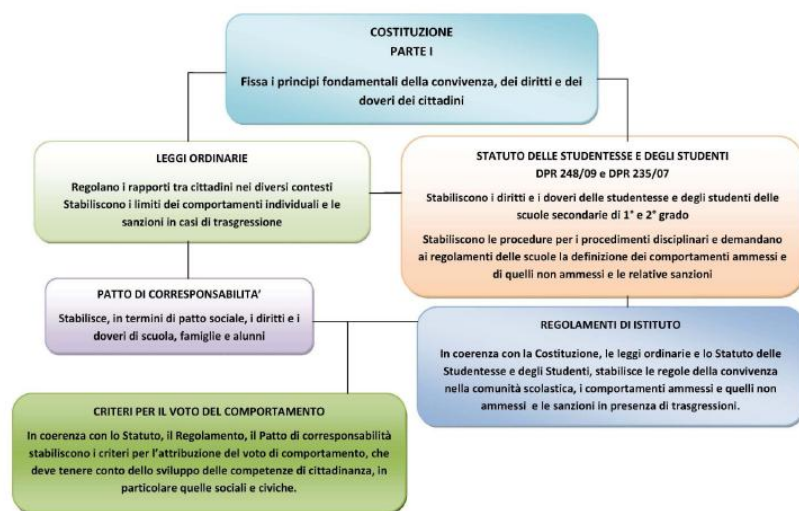 COSTITUZIONE
PARTE I
Fissa i principi fondamentali della convivenza, dei diritti e dei
doveri dei cittadini
LEGGI ORDINARIE
Regolano i rapporti tra cittadini nei diversi contesti
Stabiliscono i limiti dei comportamenti individuali e le
sanzioni in casi di trasgressione
STATUTO DELLE STUDENTESSE E DEGLI STUDENTI
DPR 248/09 e DPR 235/07
Stabiliscono i diritti e i doveri delle studentesse e degli studenti delle
scuole secondarie di 1° e 2° grado
Stabiliscono le procedure per i procedimenti disciplinari e demandano
ai regolamenti delle scuole la definizione dei comportamenti ammessi e
di quelli non ammessi e le relative sanzioni
PATTO DI CORRESPONSABILITA'
Stabilisce, in termini di patto sociale, i diritti e i
doveri di scuola, famiglie e alunni
REGOLAMENTI DI ISTITUTO
In coerenza con la Costituzione, le leggi ordinarie e lo Statuto delle
Studentesse e degli Studenti, stabilisce le regole della convivenza
nella comunità scolastica, i comportamenti ammessi e quelli non
ammessi e le sanzioni in presenza di trasgressioni.
CRITERI PER IL VOTO DEL COMPORTAMENTO
In coerenza con lo Statuto, il Regolamento, il Patto di corresponsabilità
stabiliscono i criteri per l'attribuzione del voto di comportamento, che
deve tenere conto dello sviluppo delle competenze di cittadinanza, in
particolare quelle sociali e civiche.